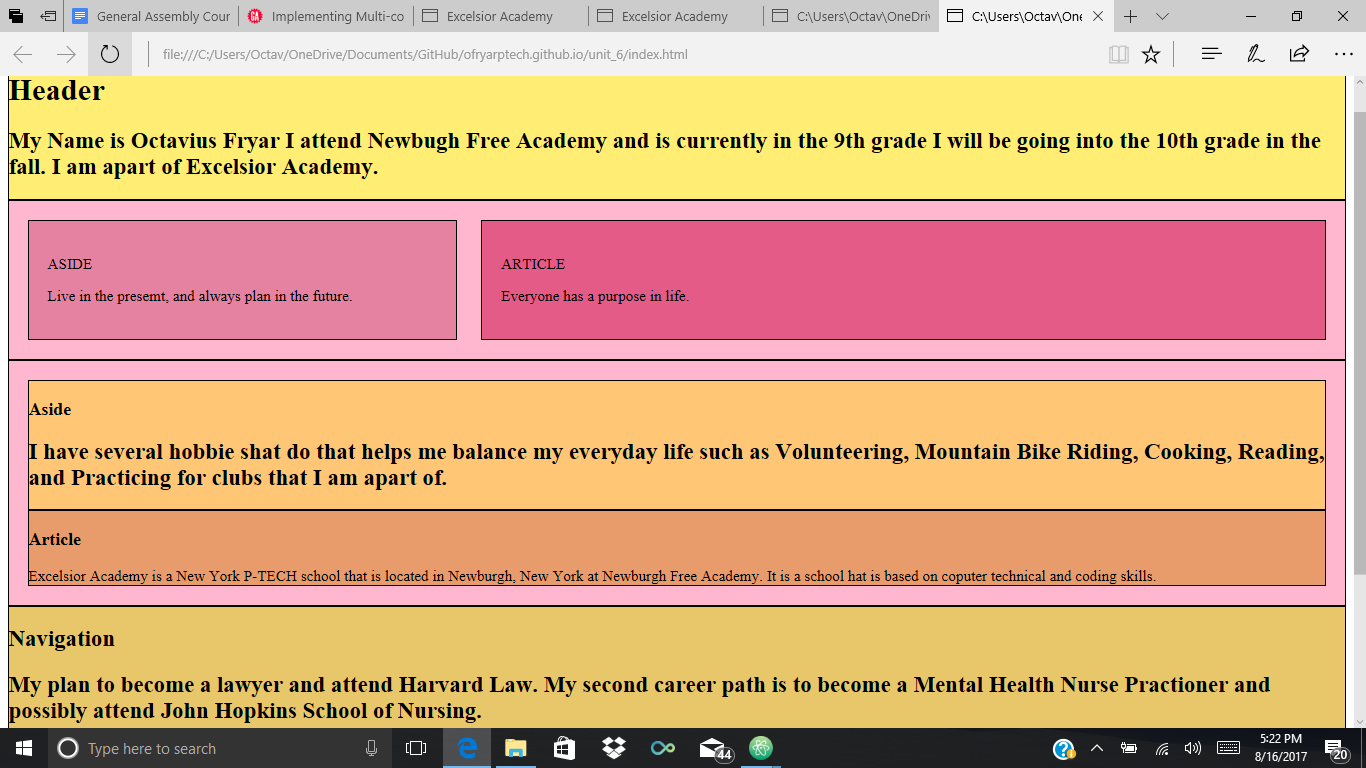 General Assembly Cour
Implementing Multi-co
Excelsior Academy
Excelsior Academy
C:\Users\Octav\OneDri
C:\Users\Octav\One
file:///C:/Users/Octav/OneDrive/Documents/GitHub/ofryarptech.github.io/unit_6/index.html
Header
My Name is Octavius Fryar I attend Newbugh Free Academy and is currently in the 9th grade I will be going into the 10th grade in the
fall. I am apart of Excelsior Academy.
ASIDE
Live in the presemt, and always plan in the future.
ARTICLE
Everyone has a purpose in life.
Aside
I have several hobbie shat do that helps me balance my everyday life such as Volunteering, Mountain Bike Riding, Cooking, Reading,
and Practicing for clubs that I am apart of.
Article
Excelsior Academy is a New York P-TECH school that is located in Newburgh, New York at Newburgh Free Academy. It is a school hat is based on coputer technical and coding skills.
Navigation
My plan to become a lawyer and attend Harvard Law. My second career path is to become a Mental Health Nurse Practioner and
possibly attend John Hopkins School of Nursing.
Type here to search
44
5:22 PM
8/16/2017
20